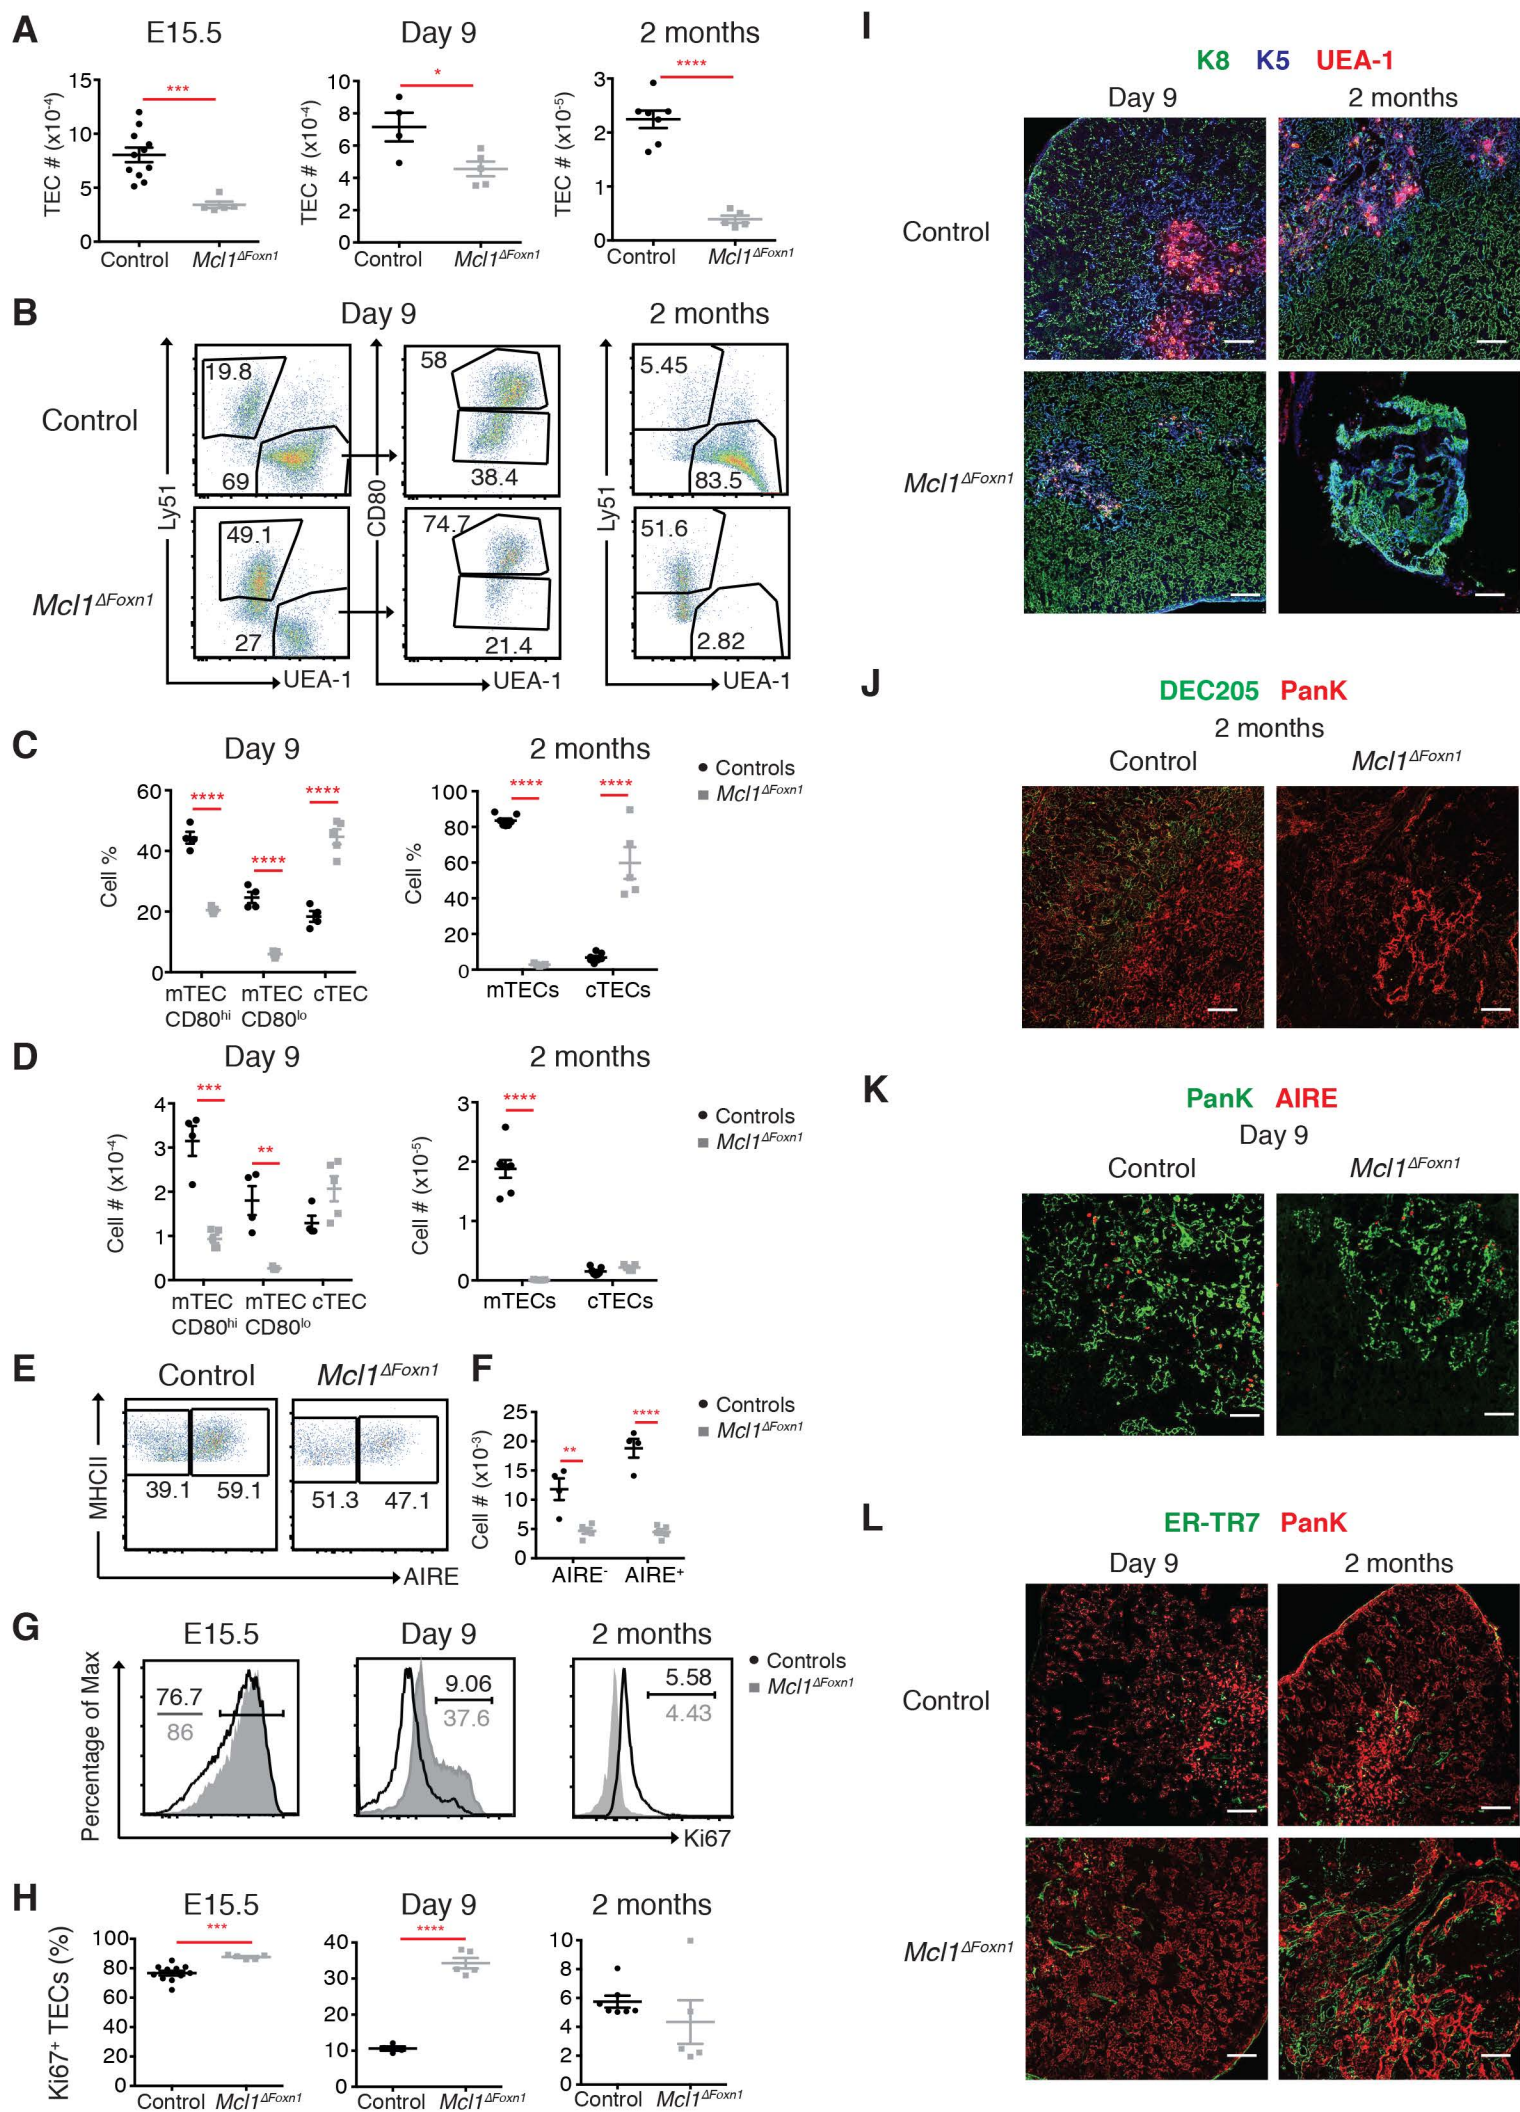 A
E15.5
Day 9
2 months
TEC # (x10-4)
15
10
5
0
***
Control
Mcl1ΔFoxn1
TEC # (x10-4)
10
8
6
4
2
0
*
Control
Mcl1ΔFoxn1
TEC # (x10-5)
3
2
1
0
****
Control
Mcl1ΔFoxn1
B
Day 9
2 months
Control
Mcl1ΔFoxn1
Ly51
19.8
69
49.1
27
UEA-1
CD80
58
38.4
74.7
21.4
UEA-1
Ly51
5.45
83.5
51.6
2.82
UEA-1
C
Day 9
2 months
Controls
Mcl1ΔFoxn1
Cell %
60
40
20
0
****
****
****
mTEC mTEC cTEC
CD80hi CD80lo
Cell %
100
80
60
40
20
0
****
****
mTECs cTECs
D
Day 9
2 months
Controls
Mcl1ΔFoxn1
Cell # (x10-4)
4
3
2
1
0
***
**
mTEC mTEC cTEC
CD80hi CD80lo
Cell # (x10-5)
3
2
1
0
****
mTECs cTECs
E
Control
Mcl1ΔFoxn1
MHCII
39.1
59.1
51.3
47.1
AIRE
F
Controls
Mcl1ΔFoxn1
Cell # (x10-3)
25
20
15
10
5
0
**
****
AIRE- AIRE+
G
E15.5
Day 9
2 months
Controls
Mcl1ΔFoxn1
Percentage of Max
76.7
86
9.06
37.6
5.58
4.43
Ki67
H
E15.5
Day 9
2 months
Ki67+ TECs (%)
100
80
60
40
20
0
***
Control Mcl1ΔFoxn1
40
30
20
10
0
****
Control Mcl1ΔFoxn1
10
8
6
4
2
0
Control Mcl1ΔFoxn1
I
K8 K5 UEA-1
Day 9
2 months
Control
Mcl1ΔFoxn1
J
DEC205 PanK
2 months
Control
Mcl1ΔFoxn1
K
PanK AIRE
Day 9
Control
Mcl1ΔFoxn1
L
ER-TR7 PanK
Day 9
2 months
Control
Mcl1ΔFoxn1